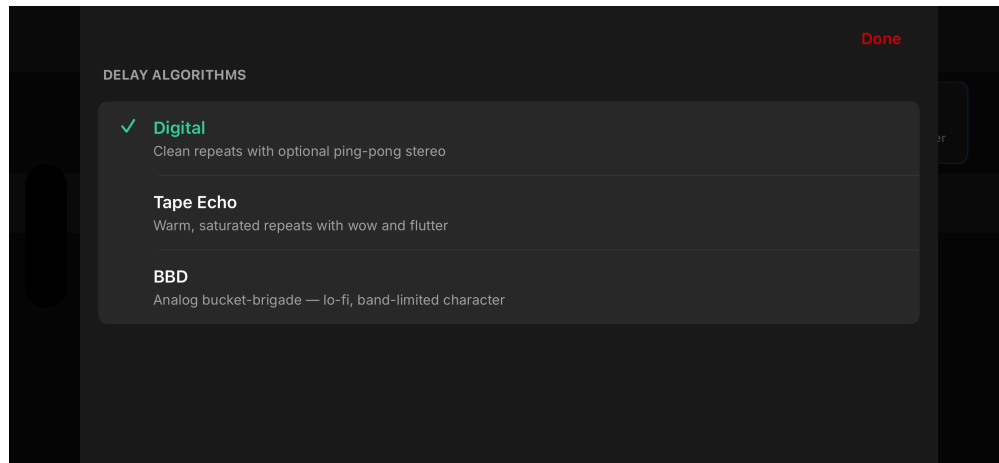 Done
DELAY ALGORITHMS
Digital
Clean repeats with optional ping-pong stereo
Tape Echo
Warm, saturated repeats with wow and flutter
BBD
Analog bucket-brigade — lo-fi, band-limited character